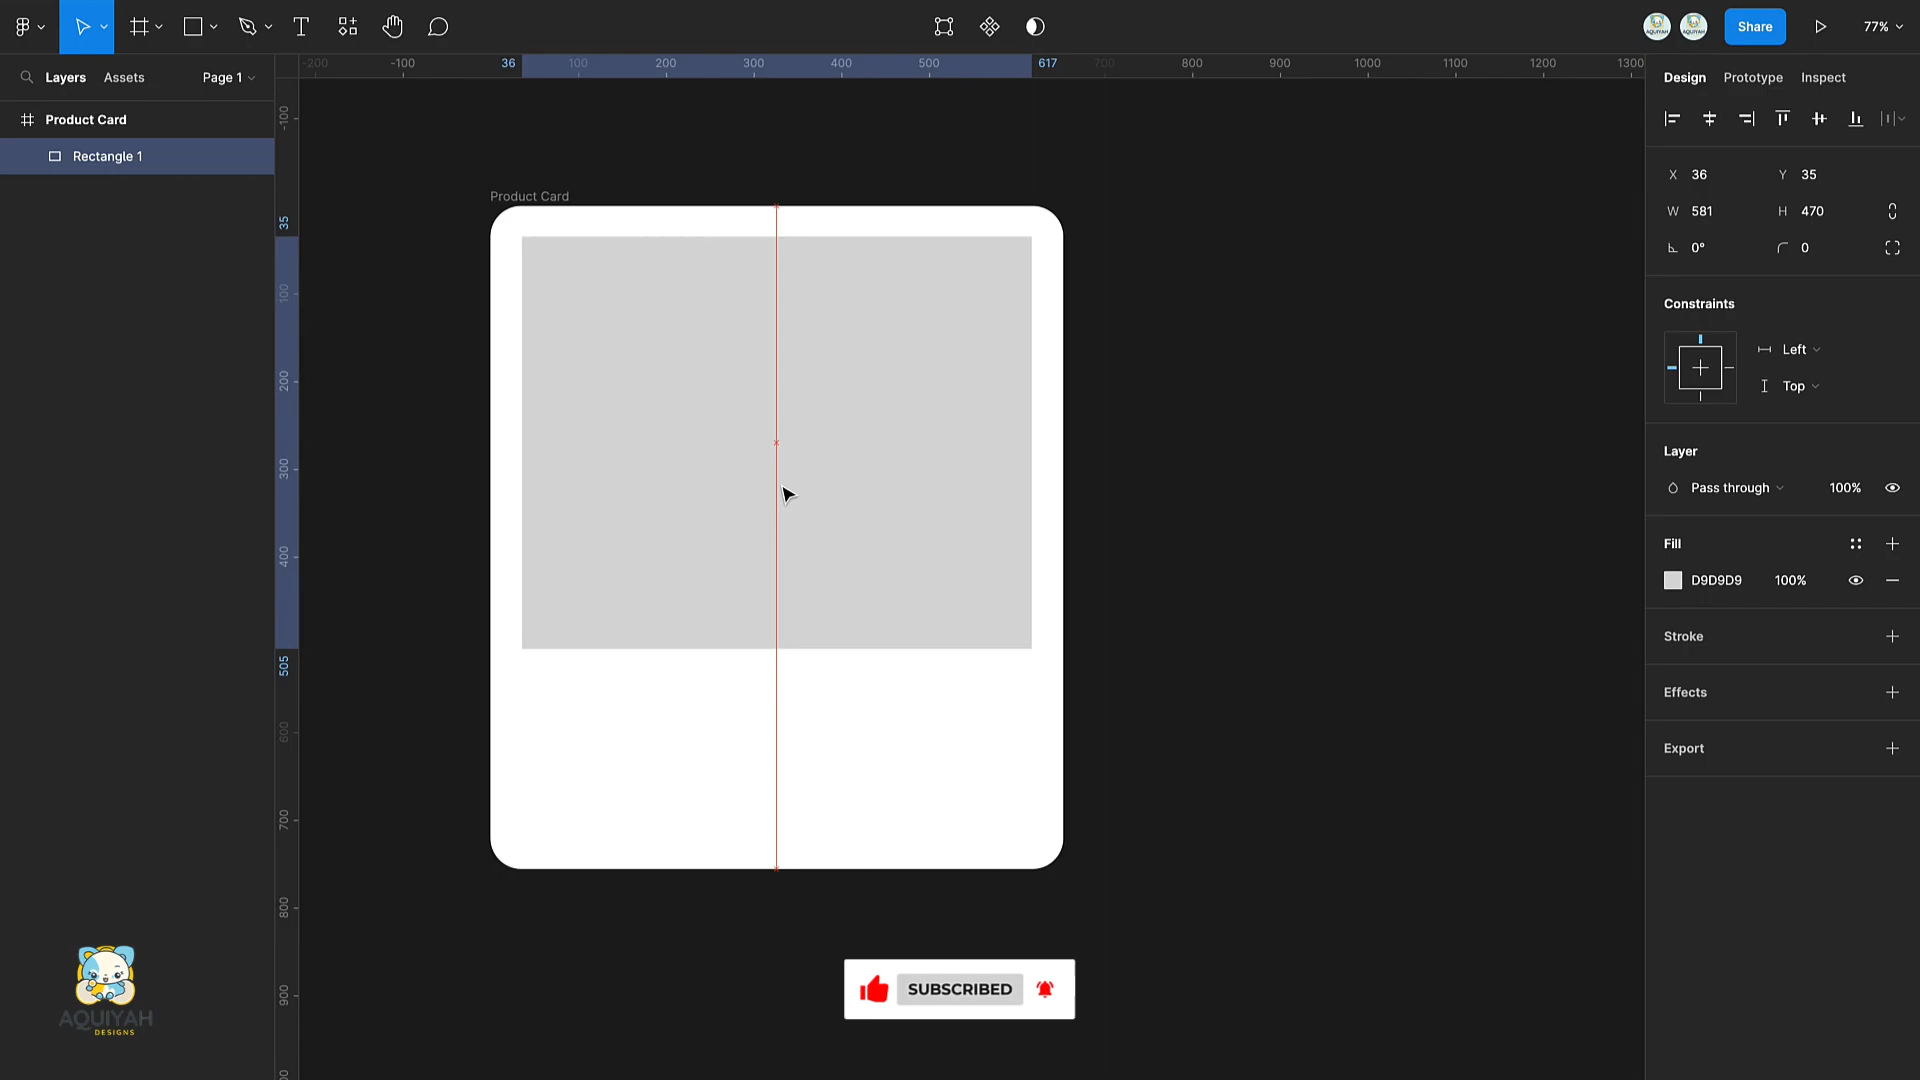 Share
77%
Layers
Assets
Page 1
Design
Prototype
Inspect
-200
-100
36
100
200
300
400
500
617
700
800
900
1000
1100
1200
1300
Product Card
Rectangle 1
Product Card
-100
35
100
200
300
400
505
600
700
800
900
X 36
Y 35
W 581
H 470
0°
0
Constraints
Left
Top
Layer
Pass through
100%
Fill
D9D9D9
100%
Stroke
Effects
Export
AQUIYAH
DESIGNS
SUBSCRIBED